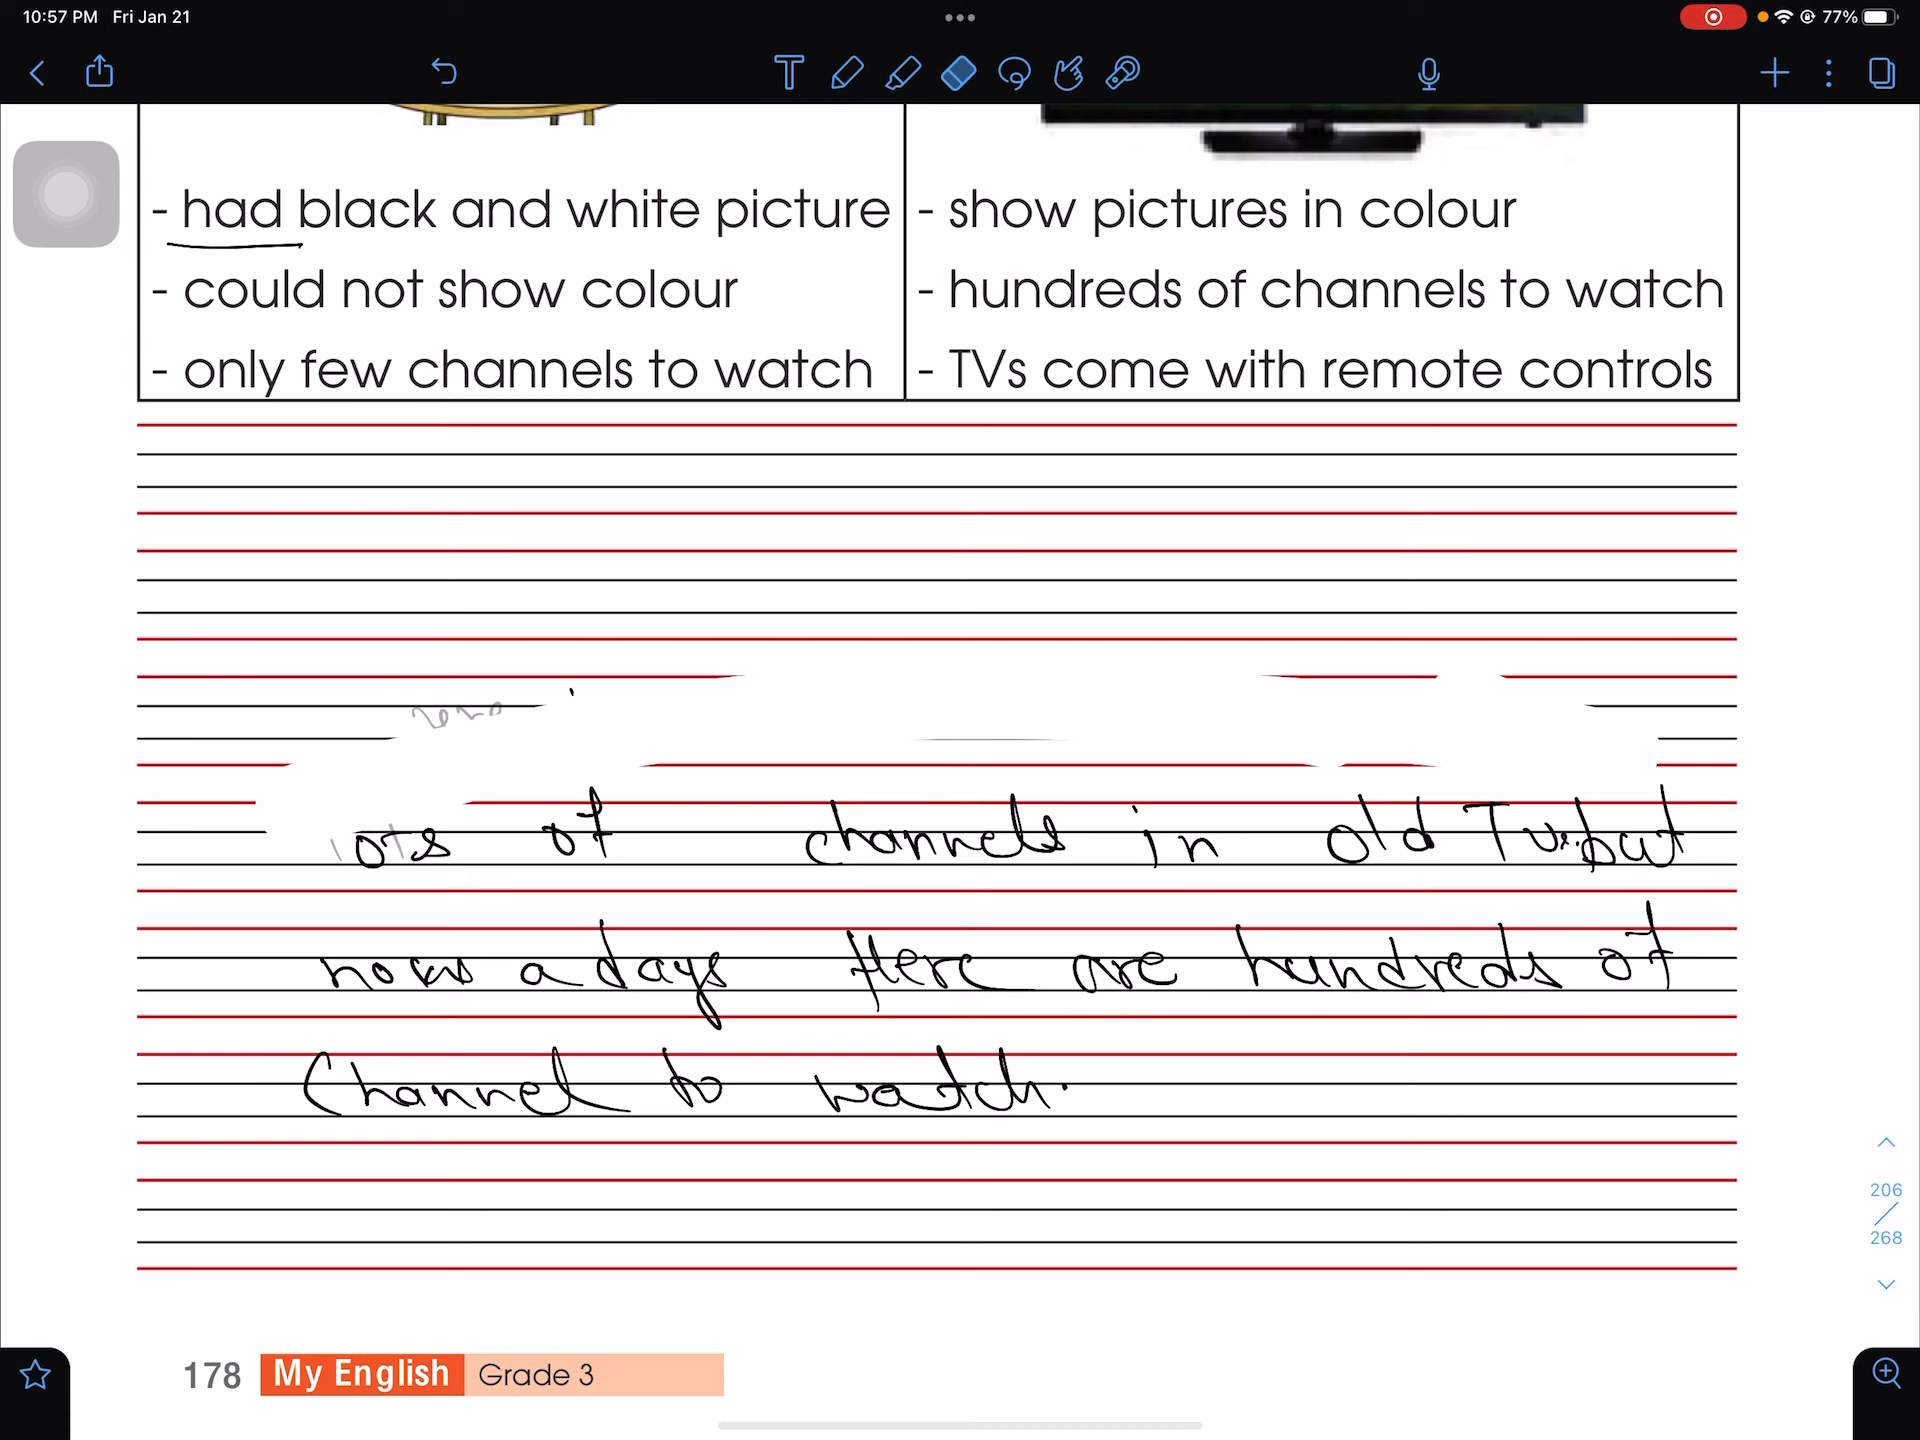 10:57 PM Fri Jan 21
77%
- had black and white picture
- could not show colour
- only few channels to watch
- show pictures in colour
- hundreds of channels to watch
- TVs come with remote controls
lots of channels in old Tv. but
nows a days there are hundreds of
Channel to watch.
206
268
178 My English Grade 3